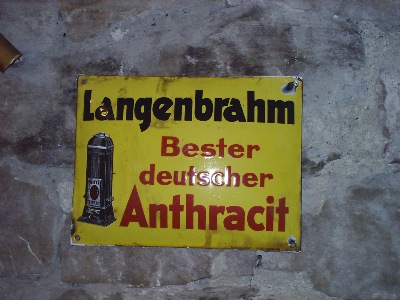 Langenbrahm
Bester
deutscher
Anthracit